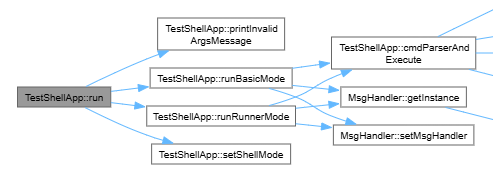 TestShellApp::printInvalid
ArgsMessage
TestShellApp::cmdParserAnd
Execute
TestShellApp::runBasicMode
TestShellApp::run
MsgHandler::getInstance
TestShellApp::runRunnerMode
MsgHandler::setMsgHandler
TestShellApp::setShellMode